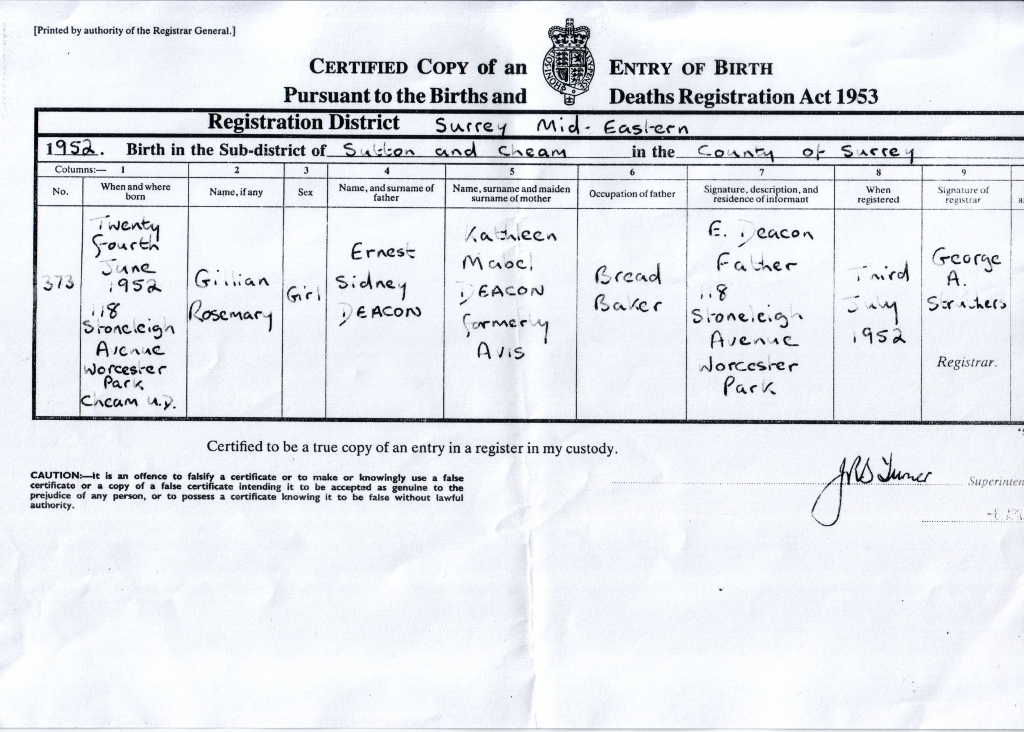 [Printed by authority of the Registrar General.]
CERTIFIED COPY of an ENTRY OF BIRTH
Pursuant to the Births and Deaths Registration Act 1953
Registration District Surrey Mid-Eastern
1952. Birth in the Sub-district of Sutton and Cheam in the County of Surrey
Columns:— 1 2 3 4 5 6 7 8 9
No.
When and where
born
Name, if any
Sex
Name, and surname of
father
Name, surname and maiden
surname of mother
Occupation of father
Signature, description, and
residence of informant
When
registered
Signature of
registrar
373
Twenty
Fourth
June
1952
118
Stoneleigh
Avenue
Worcester
Park
Cheam U.D.
Gillian
Rosemary
Girl
Ernest
Sidney
DEACON
Kathleen
Mabel
DEACON
formerly
AVIS
Bread
Baker
E. Deacon
Father
118
Stoneleigh
Avenue
Worcester
Park
Third
July
1952
George
A.
Struthers
Registrar.
Certified to be a true copy of an entry in a register in my custody.
CAUTION:—It is an offence to falsify a certificate or to make or knowingly use a false
certificate or a copy of a false certificate intending it to be accepted as genuine to the
prejudice of any person, or to possess a certificate knowing it to be false without lawful
authority.
JRS Turner
Superinten